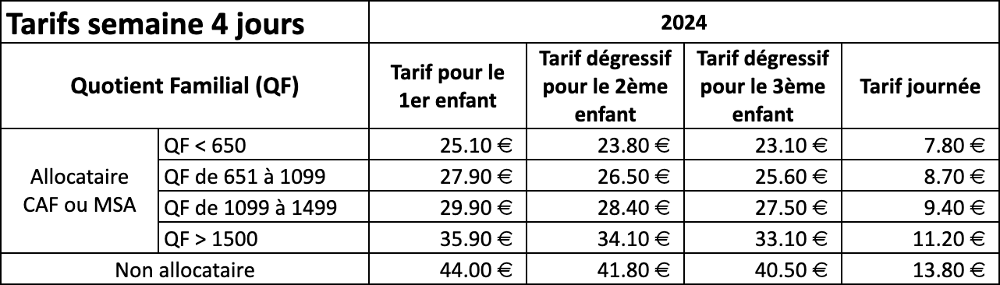 Tarifs semaine 4 jours 2024
Quotient Familial (QF)
Tarif pour le
1er enfant
Tarif dégressif
pour le 2ème
enfant
Tarif dégressif
pour le 3ème
enfant
Tarif journée
Allocataire
CAF ou MSA
QF < 650 25.10 € 23.80 € 23.10 € 7.80 €
QF de 651 à 1099 27.90 € 26.50 € 25.60 € 8.70 €
QF de 1099 à 1499 29.90 € 28.40 € 27.50 € 9.40 €
QF > 1500 35.90 € 34.10 € 33.10 € 11.20 €
Non allocataire 44.00 € 41.80 € 40.50 € 13.80 €